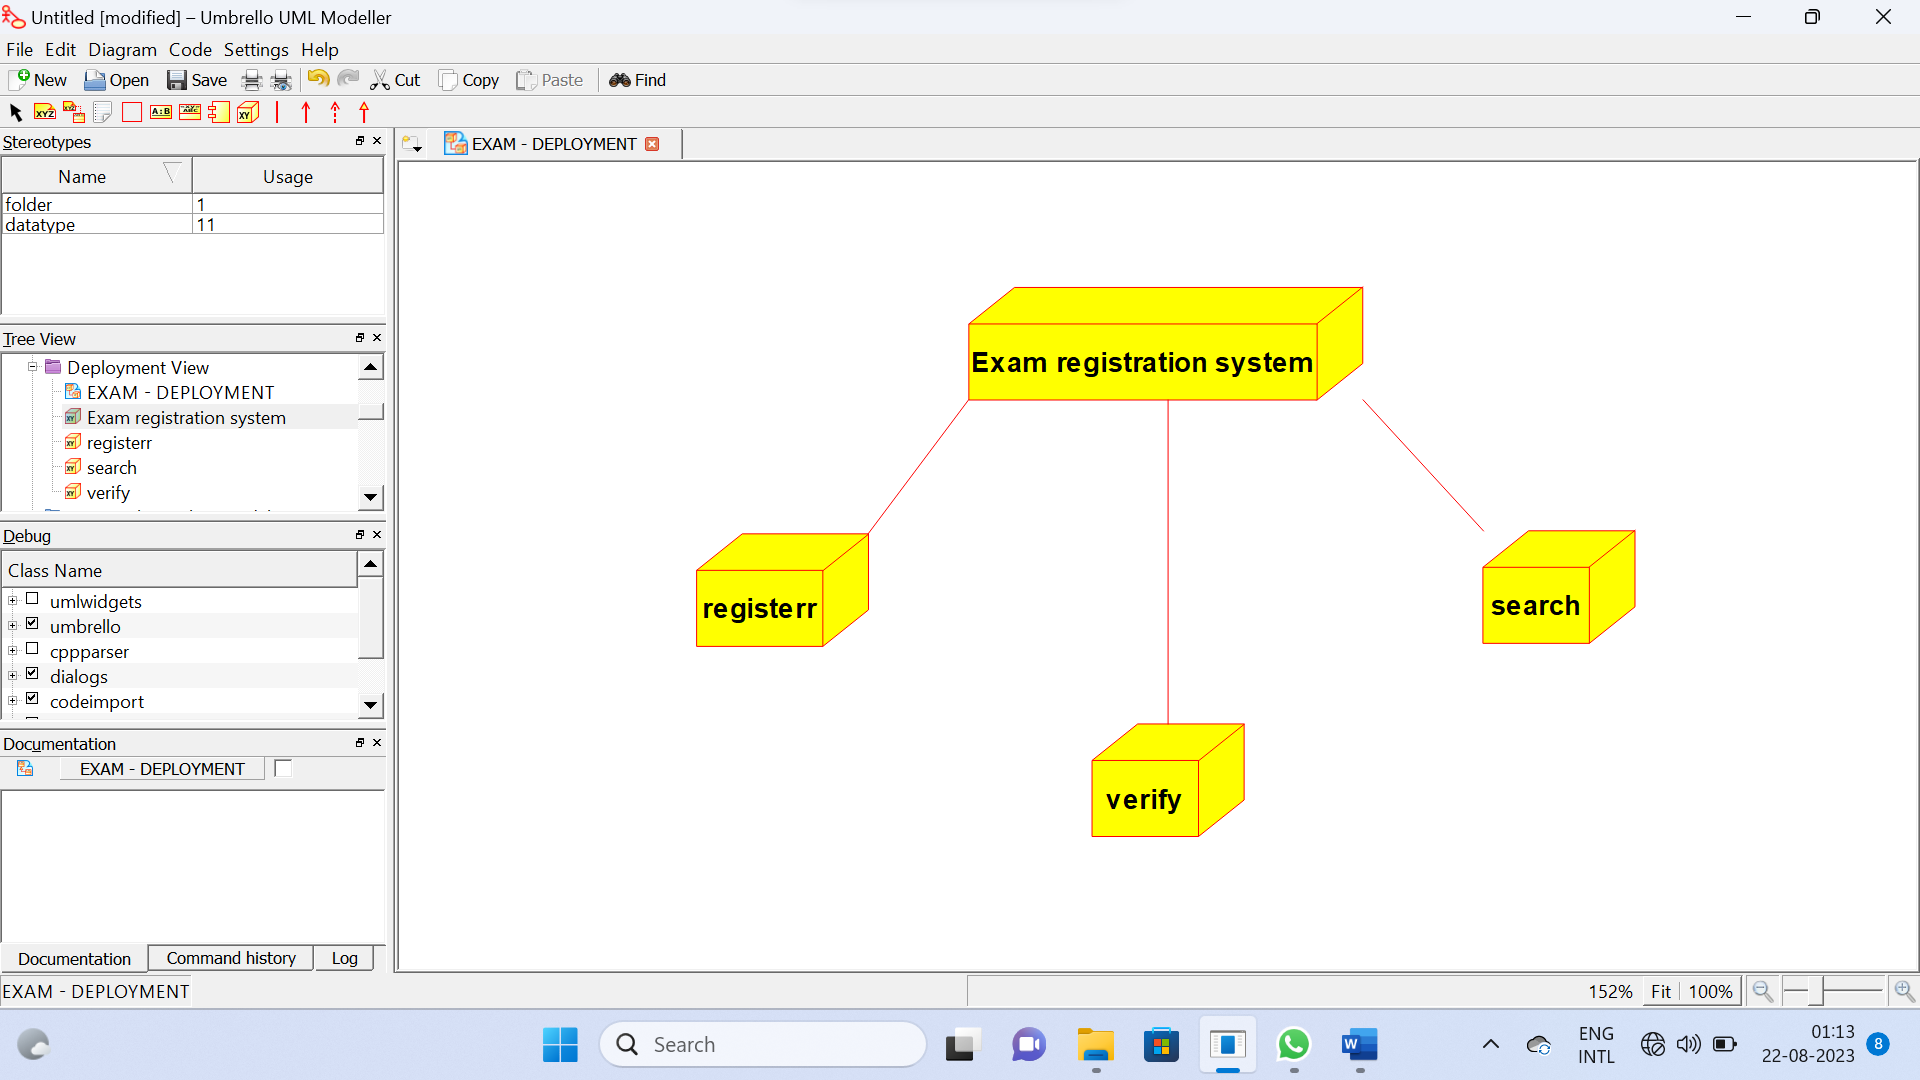 Untitled [modified] – Umbrello UML Modeller
File Edit Diagram Code Settings Help
New Open Save Cut Copy Paste Find
Stereotypes
Name Usage
folder 1
datatype 11
Tree View
Deployment View
EXAM - DEPLOYMENT
Exam registration system
registerr
search
verify
Debug
Class Name
umlwidgets
umbrello
cppparser
dialogs
codeimport
Documentation
EXAM - DEPLOYMENT
Documentation Command history Log
EXAM - DEPLOYMENT
EXAM - DEPLOYMENT
Exam registration system
registerr
search
verify
152% Fit 100%
Search
ENG
INTL
01:13
22-08-2023
8